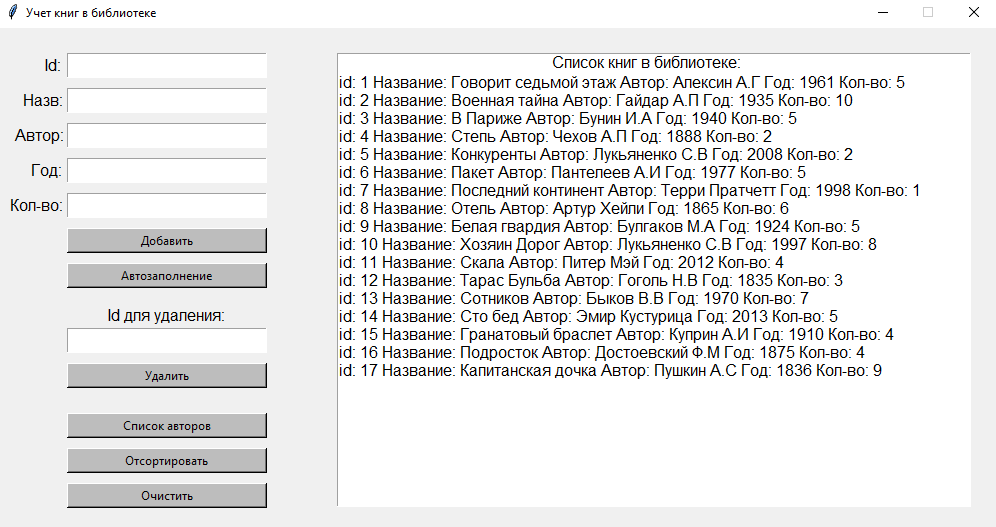 Учет книг в библиотеке
Id:
Назв:
Автор:
Год:
Кол-во:
Добавить
Автозаполнение
Id для удаления:
Удалить
Список авторов
Отсортировать
Очистить
Список книг в библиотеке:
id: 1 Название: Говорит седьмой этаж Автор: Алексин А.Г Год: 1961 Кол-во: 5
id: 2 Название: Военная тайна Автор: Гайдар А.П Год: 1935 Кол-во: 10
id: 3 Название: В Париже Автор: Бунин И.А Год: 1940 Кол-во: 5
id: 4 Название: Степь Автор: Чехов А.П Год: 1888 Кол-во: 2
id: 5 Название: Конкуренты Автор: Лукьяненко С.В Год: 2008 Кол-во: 2
id: 6 Название: Пакет Автор: Пантелеев А.И Год: 1977 Кол-во: 5
id: 7 Название: Последний континент Автор: Терри Пратчетт Год: 1998 Кол-во: 1
id: 8 Название: Отель Автор: Артур Хейли Год: 1865 Кол-во: 6
id: 9 Название: Белая гвардия Автор: Булгаков М.А Год: 1924 Кол-во: 5
id: 10 Название: Хозяин Дорог Автор: Лукьяненко С.В Год: 1997 Кол-во: 8
id: 11 Название: Скала Автор: Питер Мэй Год: 2012 Кол-во: 4
id: 12 Название: Тарас Бульба Автор: Гоголь Н.В Год: 1835 Кол-во: 3
id: 13 Название: Сотников Автор: Быков В.В Год: 1970 Кол-во: 7
id: 14 Название: Сто бед Автор: Эмир Кустурица Год: 2013 Кол-во: 5
id: 15 Название: Гранатовый браслет Автор: Куприн А.И Год: 1910 Кол-во: 4
id: 16 Название: Подросток Автор: Достоевский Ф.М Год: 1875 Кол-во: 4
id: 17 Название: Капитанская дочка Автор: Пушкин А.С Год: 1836 Кол-во: 9